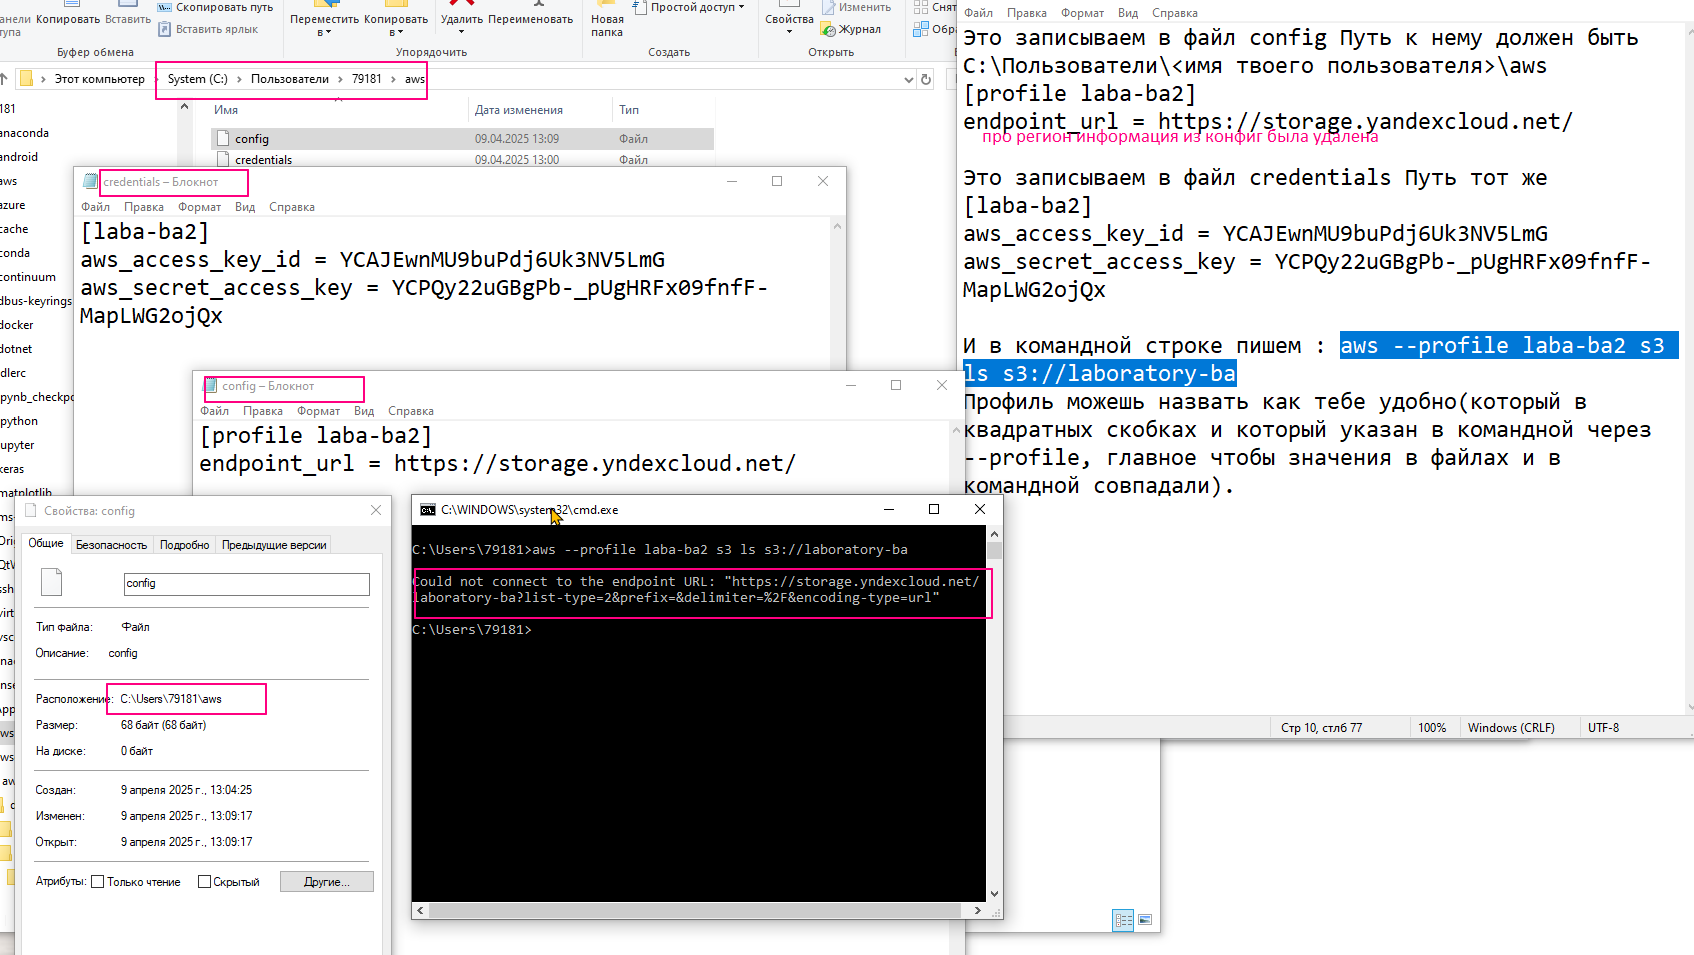 Копировать Вставить
Скопировать путь
Вставить ярлык
Буфер обмена
Переместить в
Копировать в
Удалить
Переименовать
Упорядочить
Новая папка
Простой доступ
Создать
Свойства
Изменить
Журнал
Открыть
Этот компьютер › System (C:) › Пользователи › 79181 › aws
Имя Дата изменения Тип
config 09.04.2025 13:09 Файл
credentials 09.04.2025 13:00 Файл
181
anaconda
android
aws
azure
cache
conda
continuum
dbus-keyrings
docker
dotnet
dlerc
pynb_checkpo
python
upyter
keras
matplotlib
credentials – Блокнот
Файл Правка Формат Вид Справка
[laba-ba2]
aws_access_key_id = YCAJEwnMU9buPdj6Uk3NV5LmG
aws_secret_access_key = YCPQy22uGBgPb-_pUgHRFx09fnfF-
MapLWG2ojQx
config – Блокнот
Файл Правка Формат Вид Справка
[profile laba-ba2]
endpoint_url = https://storage.yndexcloud.net/
Свойства: config
Общие Безопасность Подробно Предыдущие версии
config
Тип файла: Файл
Описание: config
Расположение: C:\Users\79181\aws
Размер: 68 байт (68 байт)
На диске: 0 байт
Создан: 9 апреля 2025 г., 13:04:25
Изменен: 9 апреля 2025 г., 13:09:17
Открыт: 9 апреля 2025 г., 13:09:17
Атрибуты: Только чтение Скрытый Другие...
C:\WINDOWS\system32\cmd.exe
C:\Users\79181>aws --profile laba-ba2 s3 ls s3://laboratory-ba
Could not connect to the endpoint URL: "https://storage.yndexcloud.net/
laboratory-ba?list-type=2&prefix=&delimiter=%2F&encoding-type=url"
C:\Users\79181>
Файл Правка Формат Вид Справка
Это записываем в файл config Путь к нему должен быть
C:\Пользователи\<имя твоего пользователя>\aws
[profile laba-ba2]
endpoint_url = https://storage.yandexcloud.net/
про регион информация из конфиг была удалена
Это записываем в файл credentials Путь тот же
[laba-ba2]
aws_access_key_id = YCAJEwnMU9buPdj6Uk3NV5LmG
aws_secret_access_key = YCPQy22uGBgPb-_pUgHRFx09fnfF-
MapLWG2ojQx
И в командной строке пишем : aws --profile laba-ba2 s3
ls s3://laboratory-ba
Профиль можешь назвать как тебе удобно(который в
квадратных скобках и который указан в командной через
--profile, главное чтобы значения в файлах и в
командной совпадали).
Стр 10, стлб 77 100% Windows (CRLF) UTF-8